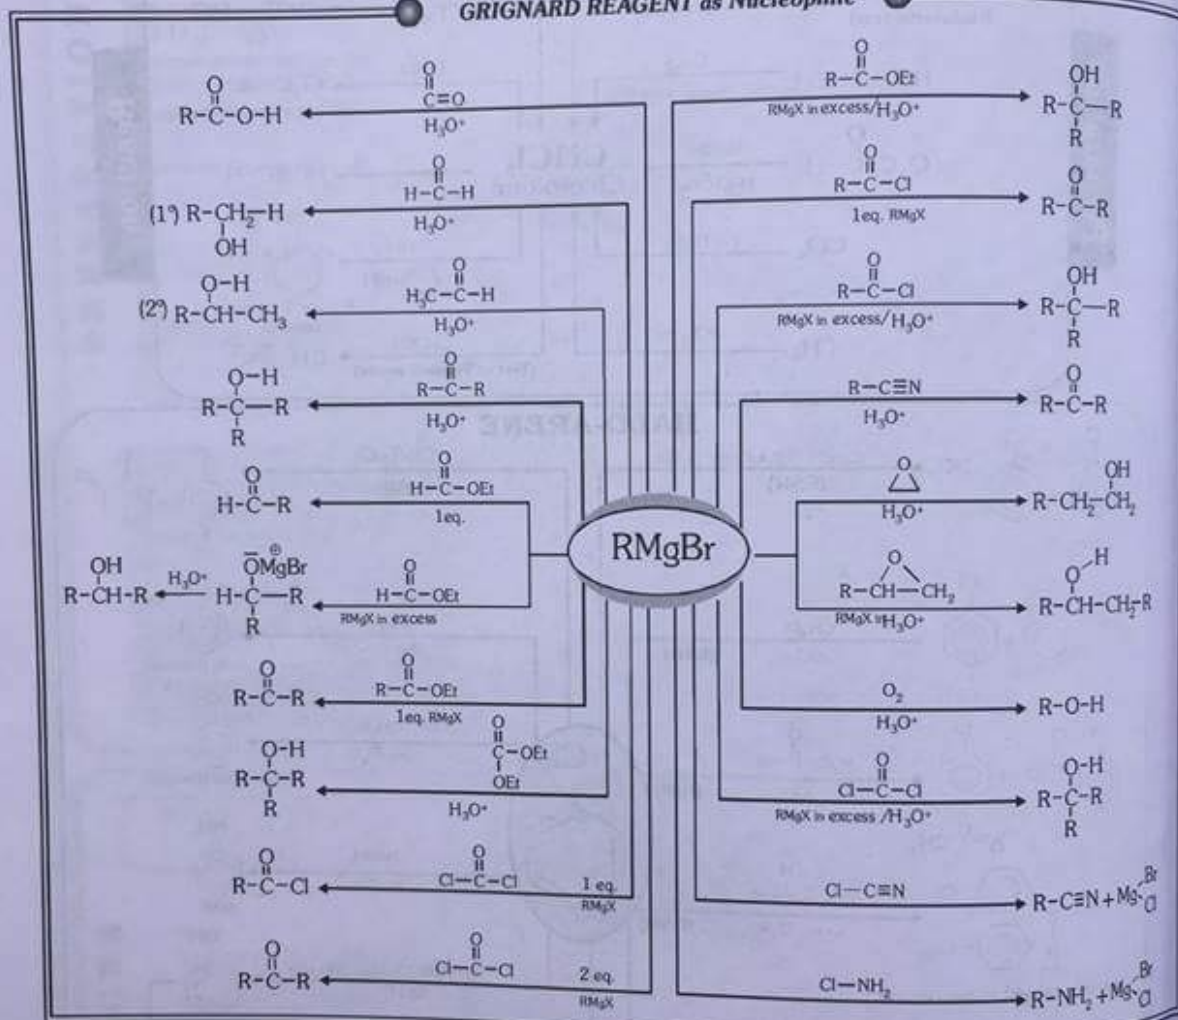 GRIGNARD REAGENT as Nucleophile
RMgBr
O
R-C-O-H
O
C=O
H₃O⁺
(1°) R-CH₂-H
OH
O
H-C-H
H₃O⁺
O-H
(2°) R-CH-CH₃
O
H₃C-C-H
H₃O⁺
O-H
R-C-R
R
O
R-C-R
H₃O⁺
O
H-C-R
O
H-C-OEt
1eq.
OH
R-CH-R
H₃O⁺
⊕
ŌMgBr
H-C-R
R
O
H-C-OEt
RMgX in excess
O
R-C-R
O
R-C-OEt
1eq. RMgX
O-H
R-C-R
R
O
C-OEt
OEt
H₃O⁺
O
R-C-Cl
O
Cl-C-Cl
1 eq.
RMgX
O
R-C-R
O
Cl-C-Cl
2 eq.
RMgX
O
R-C-OEt
RMgX in excess/H₃O⁺
OH
R-C-R
R
O
R-C-Cl
1eq. RMgX
O
R-C-R
O
R-C-Cl
RMgX in excess/H₃O⁺
OH
R-C-R
R
R-C≡N
H₃O⁺
O
R-C-R
O
H₃O⁺
OH
R-CH₂-CH₂
O
R-CH-CH₂
H₃O⁺
H
O
R-CH-CH₂-R
O₂
H₃O⁺
R-O-H
O
Cl-C-Cl
RMgX in excess /H₃O⁺
O-H
R-C-R
R
Cl-C≡N
R-C≡N+Mg
Br
Cl
Cl-NH₂
R-NH₂+Mg
Br
Cl